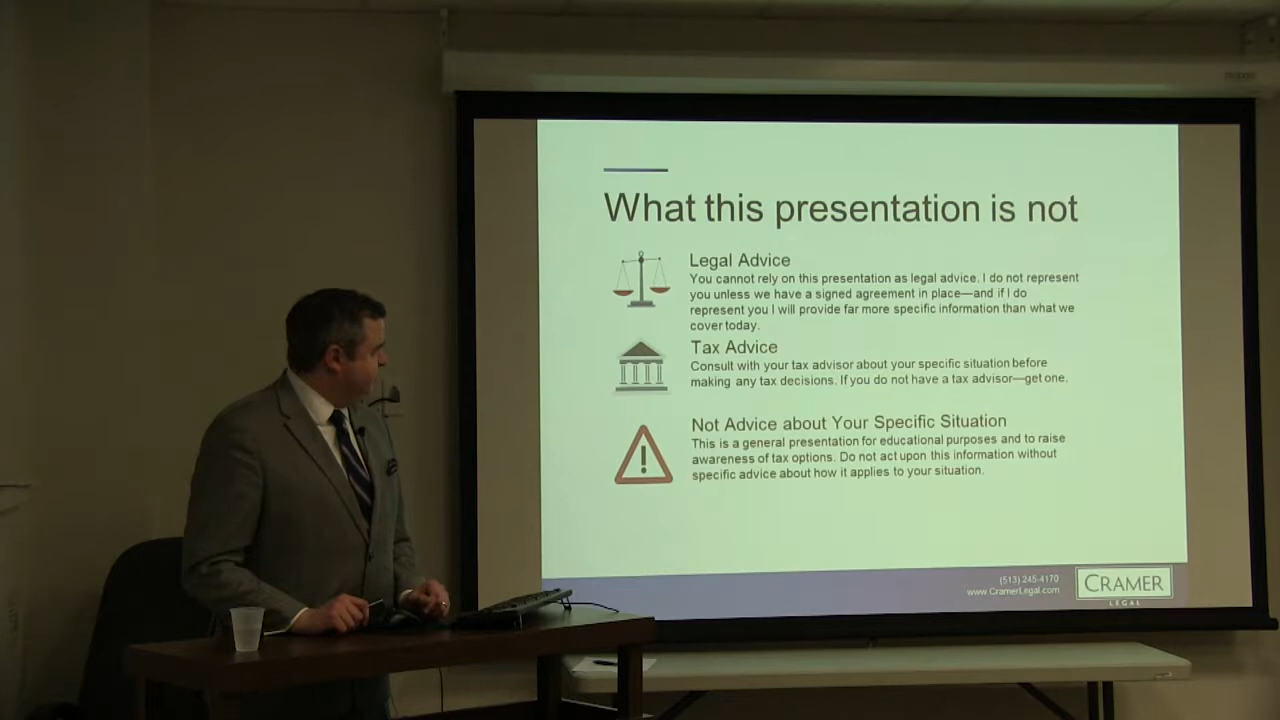 What this presentation is not
Legal Advice
You cannot rely on this presentation as legal advice. I do not represent
you unless we have a signed agreement in place—and if I do
represent you I will provide far more specific information than what we
cover today.
Tax Advice
Consult with your tax advisor about your specific situation before
making any tax decisions. If you do not have a tax advisor—get one.
Not Advice about Your Specific Situation
This is a general presentation for educational purposes and to raise
awareness of tax options. Do not act upon this information without
specific advice about how it applies to your situation.
(513) 245-4170
www.CramerLegal.com
CRAMER
LEGAL